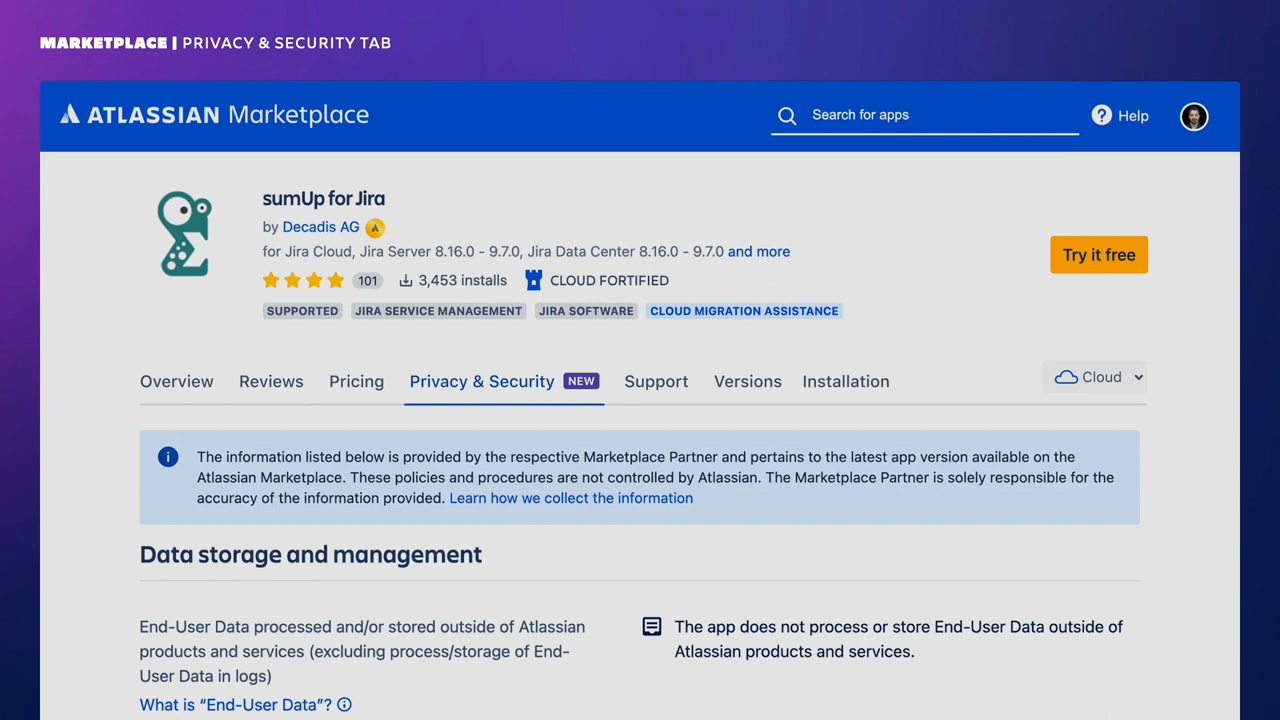 MARKETPLACE | PRIVACY & SECURITY TAB
ATLASSIAN Marketplace
Search for apps
? Help
sumUp for Jira
by Decadis AG
for Jira Cloud, Jira Server 8.16.0 - 9.7.0, Jira Data Center 8.16.0 - 9.7.0 and more
Try it free
101 3,453 installs CLOUD FORTIFIED
SUPPORTED JIRA SERVICE MANAGEMENT JIRA SOFTWARE CLOUD MIGRATION ASSISTANCE
Overview Reviews Pricing Privacy & Security NEW Support Versions Installation Cloud
The information listed below is provided by the respective Marketplace Partner and pertains to the latest app version available on the
Atlassian Marketplace. These policies and procedures are not controlled by Atlassian. The Marketplace Partner is solely responsible for the
accuracy of the information provided. Learn how we collect the information
Data storage and management
End-User Data processed and/or stored outside of Atlassian
products and services (excluding process/storage of End-
User Data in logs)
What is “End-User Data”?
The app does not process or store End-User Data outside of
Atlassian products and services.